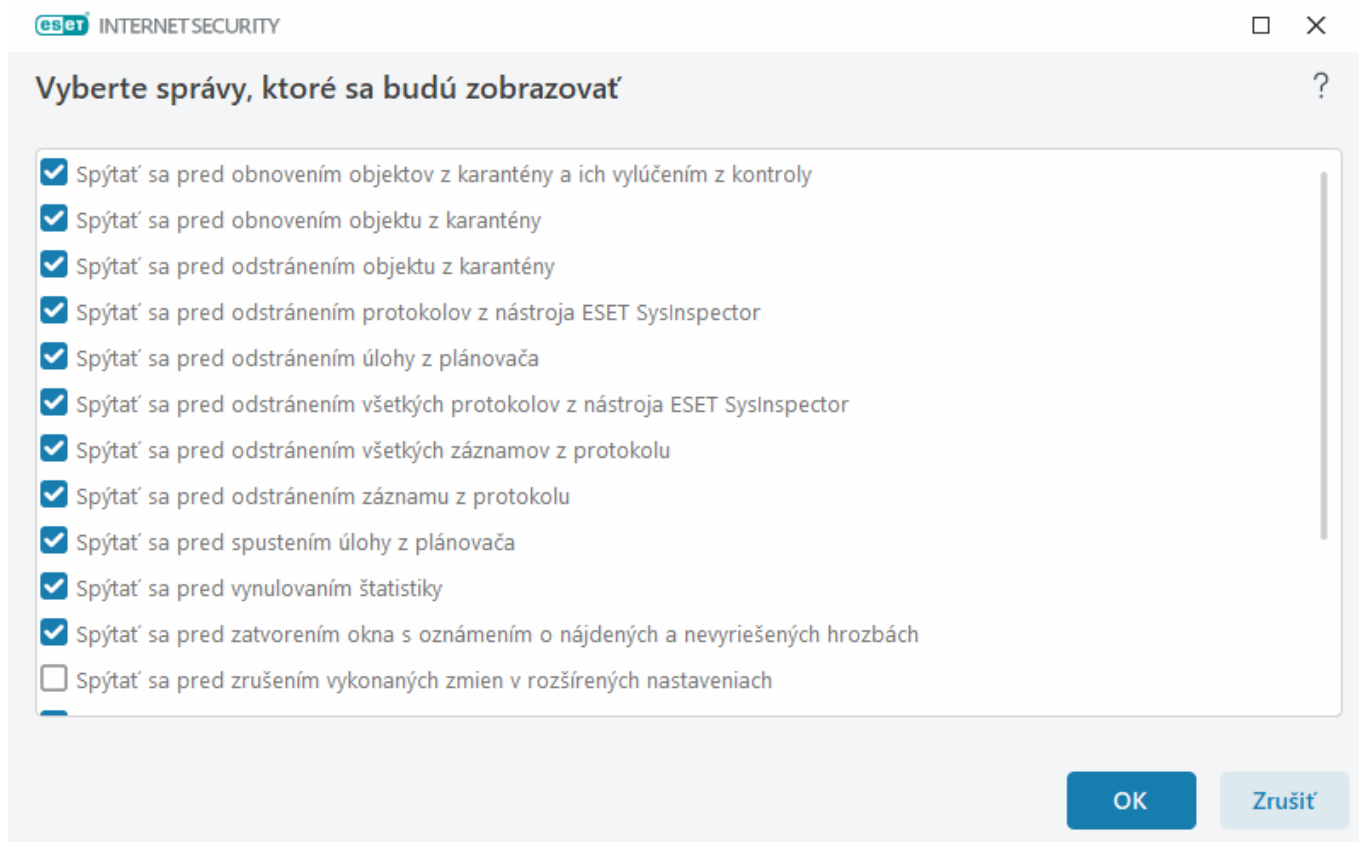 eset INTERNET SECURITY
Vyberte správy, ktoré sa budú zobrazovať
?
Spýtať sa pred obnovením objektov z karantény a ich vylúčením z kontroly
Spýtať sa pred obnovením objektu z karantény
Spýtať sa pred odstránením objektu z karantény
Spýtať sa pred odstránením protokolov z nástroja ESET SysInspector
Spýtať sa pred odstránením úlohy z plánovača
Spýtať sa pred odstránením všetkých protokolov z nástroja ESET SysInspector
Spýtať sa pred odstránením všetkých záznamov z protokolu
Spýtať sa pred odstránením záznamu z protokolu
Spýtať sa pred spustením úlohy z plánovača
Spýtať sa pred vynulovaním štatistiky
Spýtať sa pred zatvorením okna s oznámením o nájdených a nevyriešených hrozbách
Spýtať sa pred zrušením vykonaných zmien v rozšírených nastaveniach
OK
Zrušiť